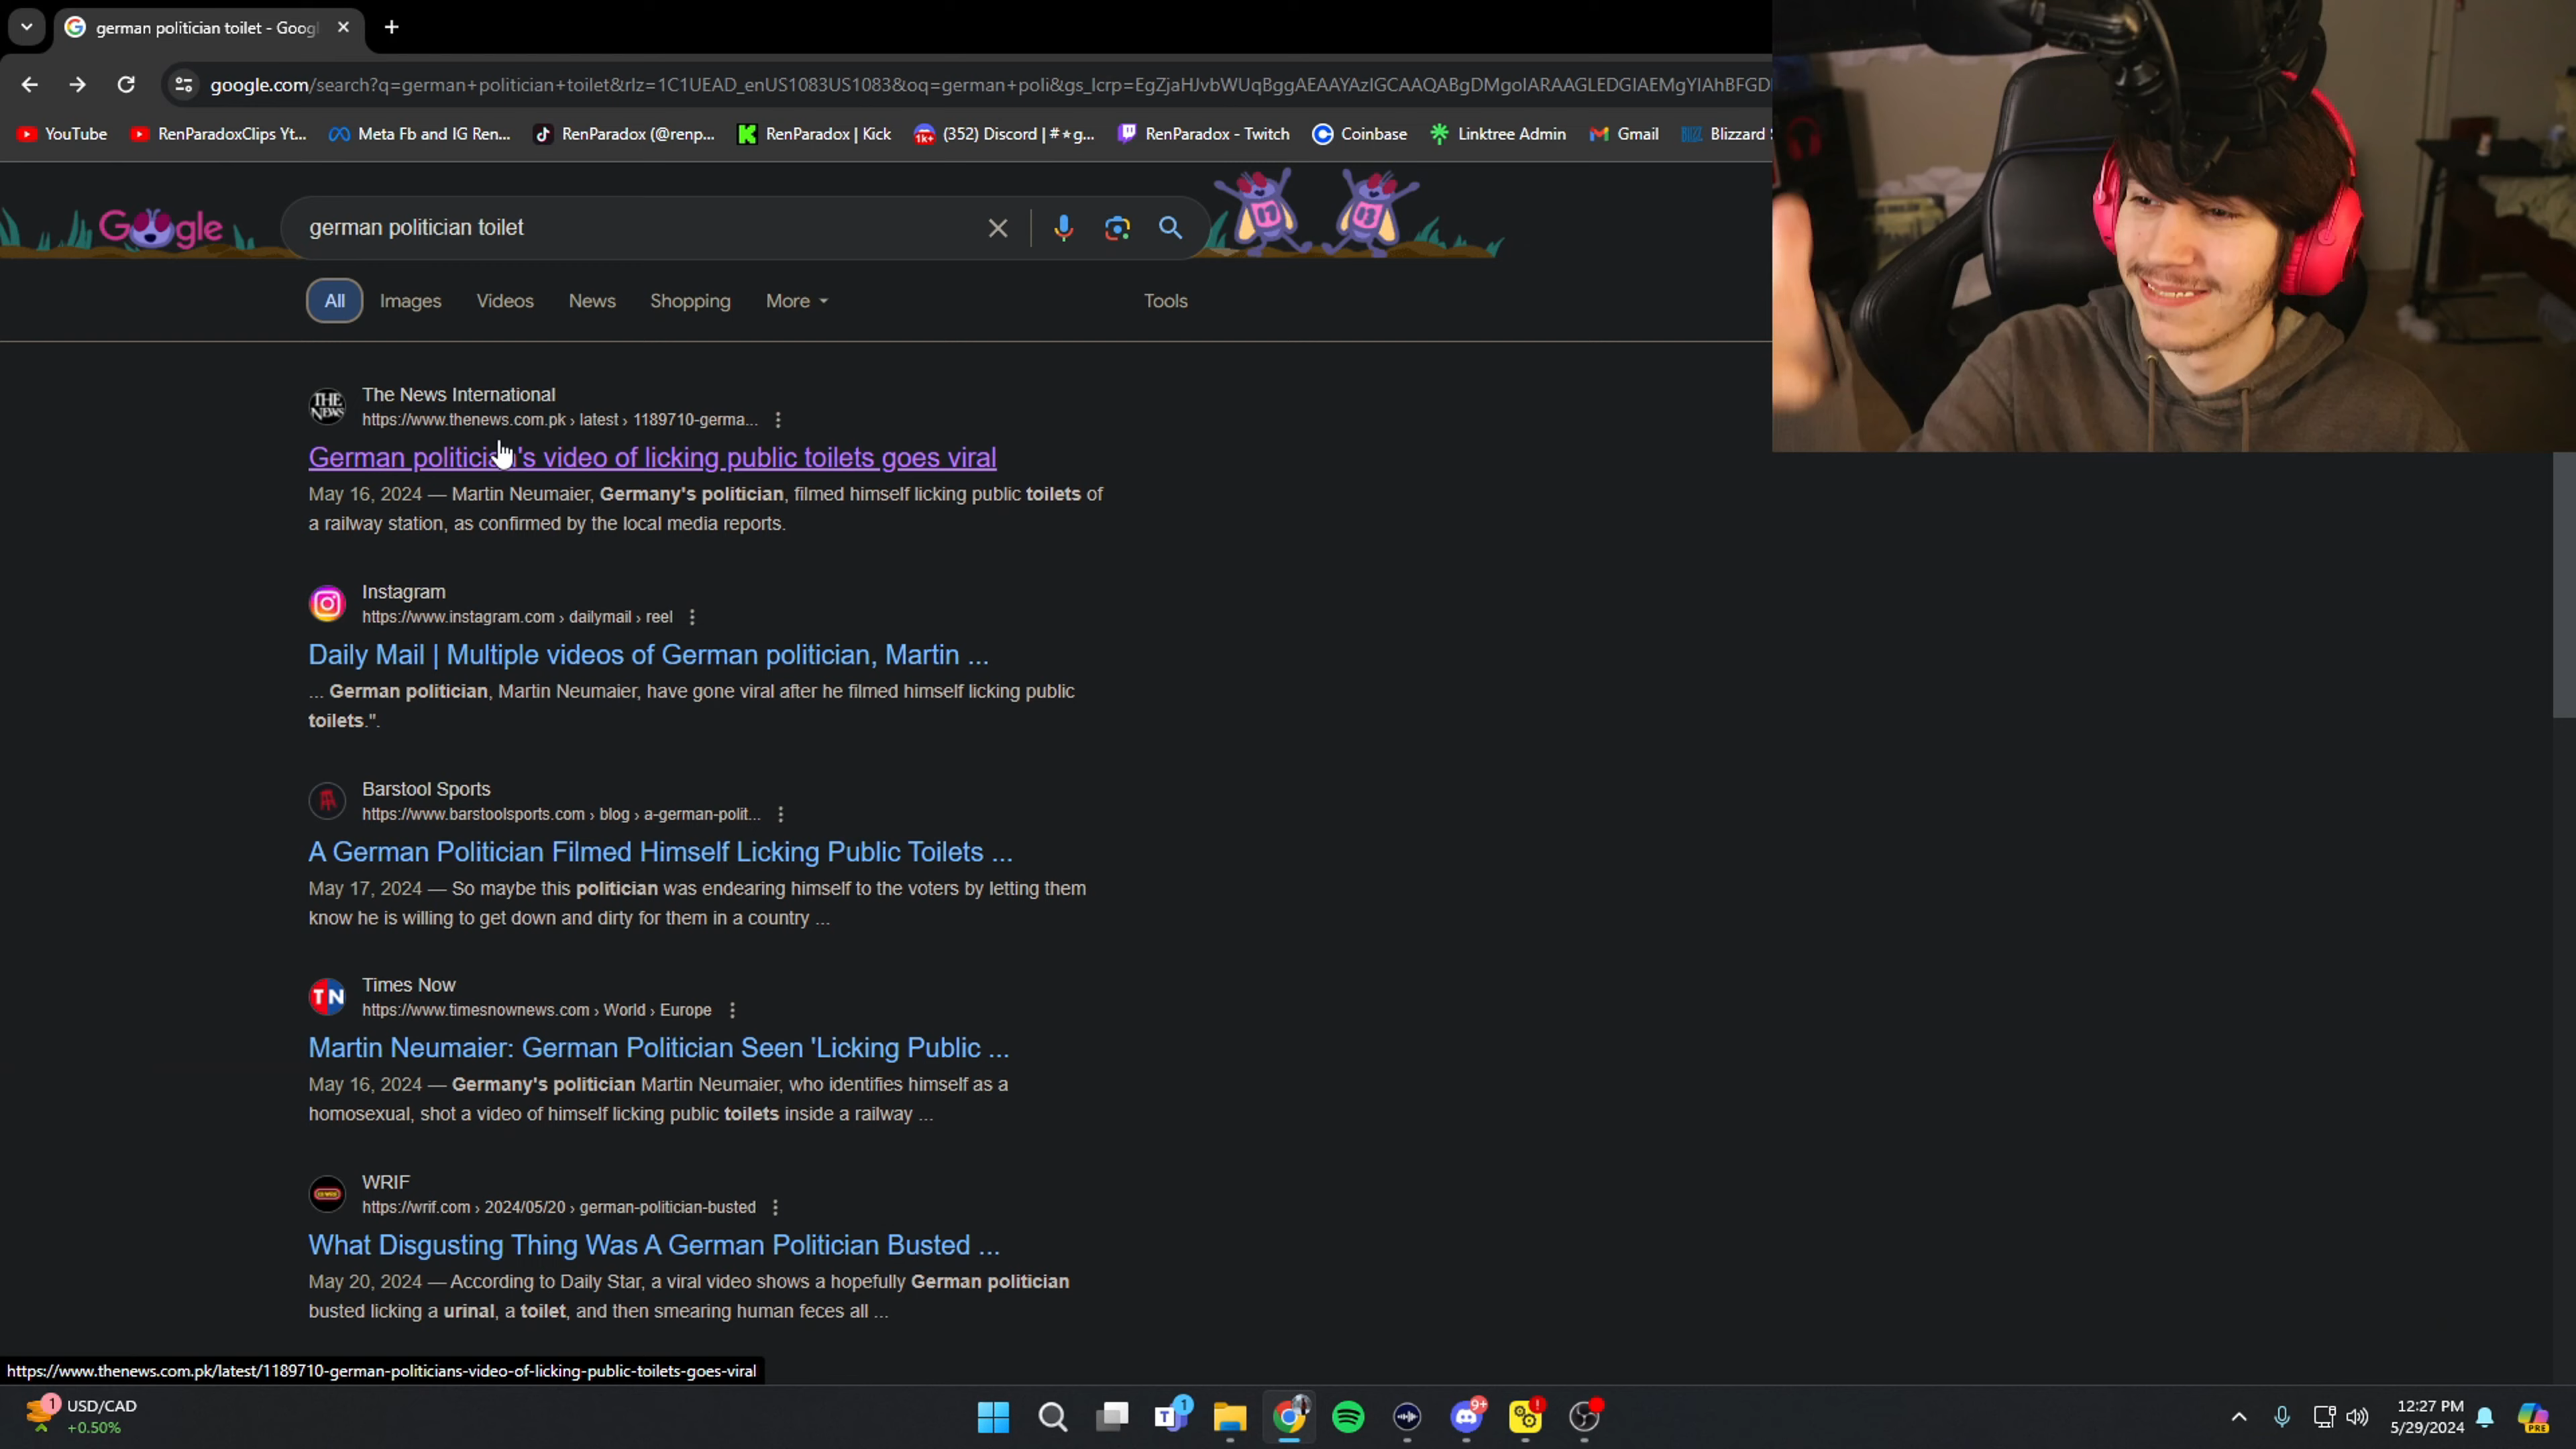 german politician toilet - Googl
google.com/search?q=german+politician+toilet&rlz=1C1UEAD_enUS1083US1083&oq=german+poli&gs_lcrp=EgZjaHJvbWUqBggAEAAYAzIGCAAQABgDMgoIARAAGLEDGIAEMgYIAhBFGD
YouTube RenParadoxClips Yt... Meta Fb and IG Ren... RenParadox (@renp... RenParadox | Kick (352) Discord | #⭑g... RenParadox - Twitch Coinbase Linktree Admin Gmail Blizzard
Google
german politician toilet
17 13
All Images Videos News Shopping More Tools
THE NEWS
The News International
https://www.thenews.com.pk › latest › 1189710-germa...
German politician's video of licking public toilets goes viral
May 16, 2024 — Martin Neumaier, Germany's politician, filmed himself licking public toilets of
a railway station, as confirmed by the local media reports.
Instagram
https://www.instagram.com › dailymail › reel
Daily Mail | Multiple videos of German politician, Martin ...
... German politician, Martin Neumaier, have gone viral after he filmed himself licking public
toilets.".
Barstool Sports
https://www.barstoolsports.com › blog › a-german-polit...
A German Politician Filmed Himself Licking Public Toilets ...
May 17, 2024 — So maybe this politician was endearing himself to the voters by letting them
know he is willing to get down and dirty for them in a country ...
TN
Times Now
https://www.timesnownews.com › World › Europe
Martin Neumaier: German Politician Seen 'Licking Public ...
May 16, 2024 — Germany's politician Martin Neumaier, who identifies himself as a
homosexual, shot a video of himself licking public toilets inside a railway ...
WRIF
https://wrif.com › 2024/05/20 › german-politician-busted
What Disgusting Thing Was A German Politician Busted ...
May 20, 2024 — According to Daily Star, a viral video shows a hopefully German politician
busted licking a urinal, a toilet, and then smearing human feces all ...
https://www.thenews.com.pk/latest/1189710-german-politicians-video-of-licking-public-toilets-goes-viral
1 USD/CAD
+0.50%
1
9+
12:27 PM
5/29/2024
PRE